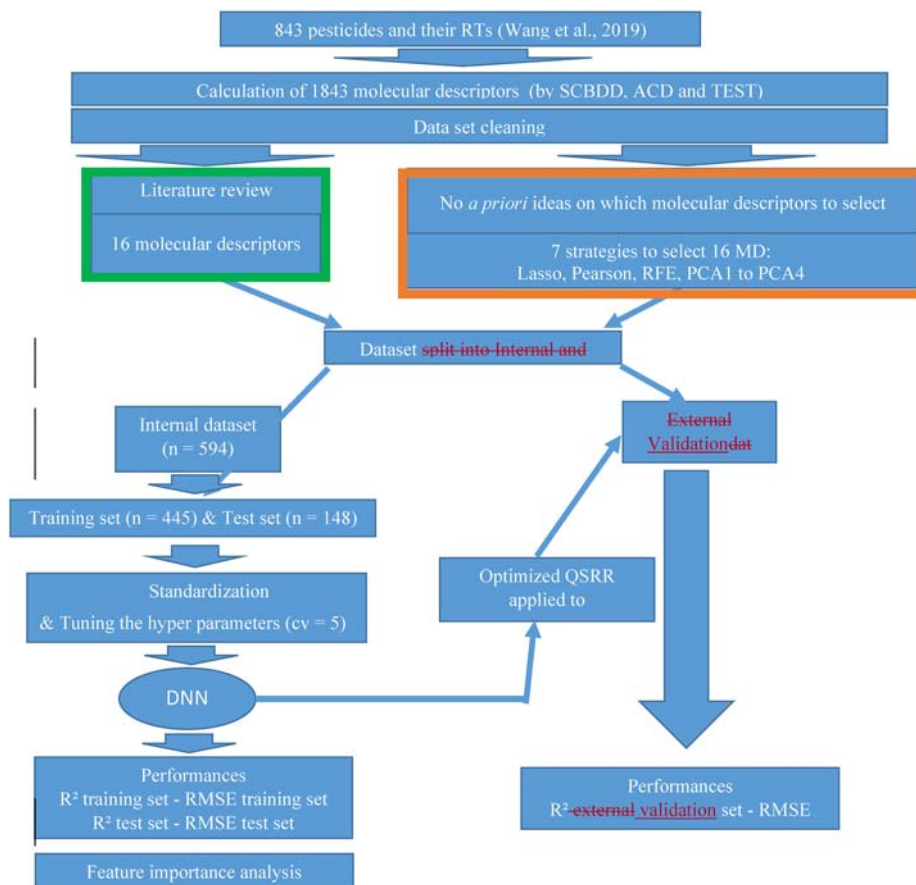 843 pesticides and their RTs (Wang et al., 2019)
Calculation of 1843 molecular descriptors (by SCBDD, ACD and TEST)
Data set cleaning
Literature review
16 molecular descriptors
No a priori ideas on which molecular descriptors to select
7 strategies to select 16 MD:
Lasso, Pearson, RFE, PCA1 to PCA4
Dataset split into Internal and
Internal dataset
(n = 594)
External
Validationdat
Training set (n = 445) & Test set (n = 148)
Optimized QSRR
applied to
Standardization
& Tuning the hyper parameters (cv = 5)
DNN
Performances
R² training set - RMSE training set
R² test set - RMSE test set
Performances
R² external validation set - RMSE
Feature importance analysis